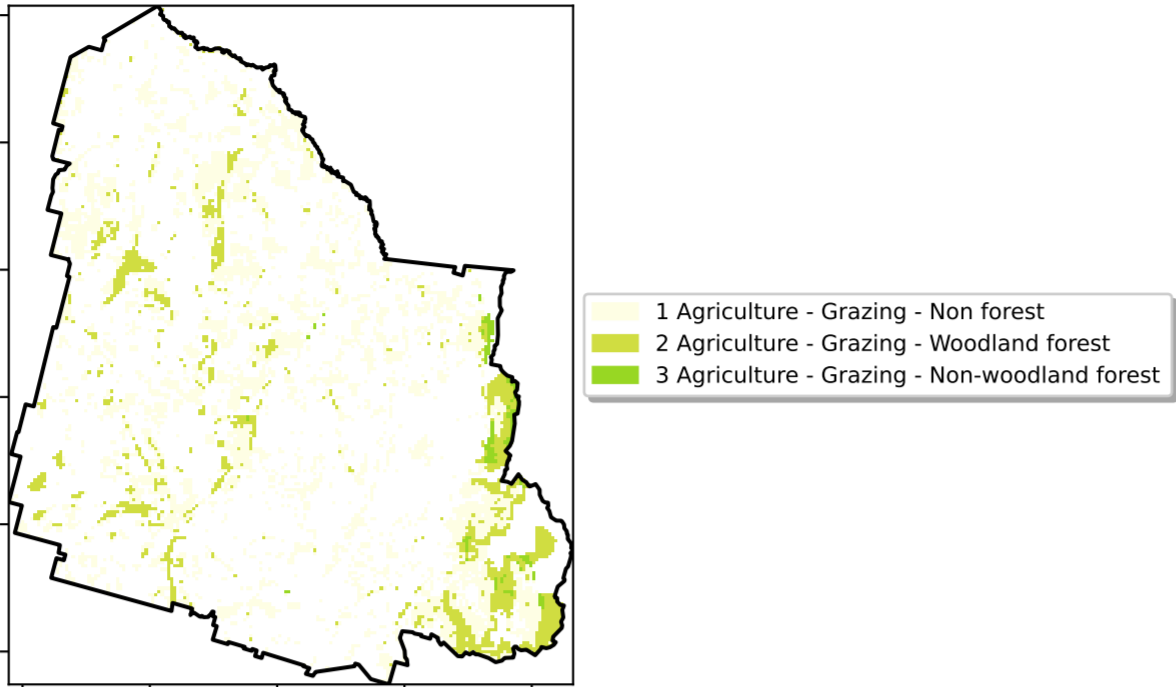 1 Agriculture - Grazing - Non forest
2 Agriculture - Grazing - Woodland forest
3 Agriculture - Grazing - Non-woodland forest